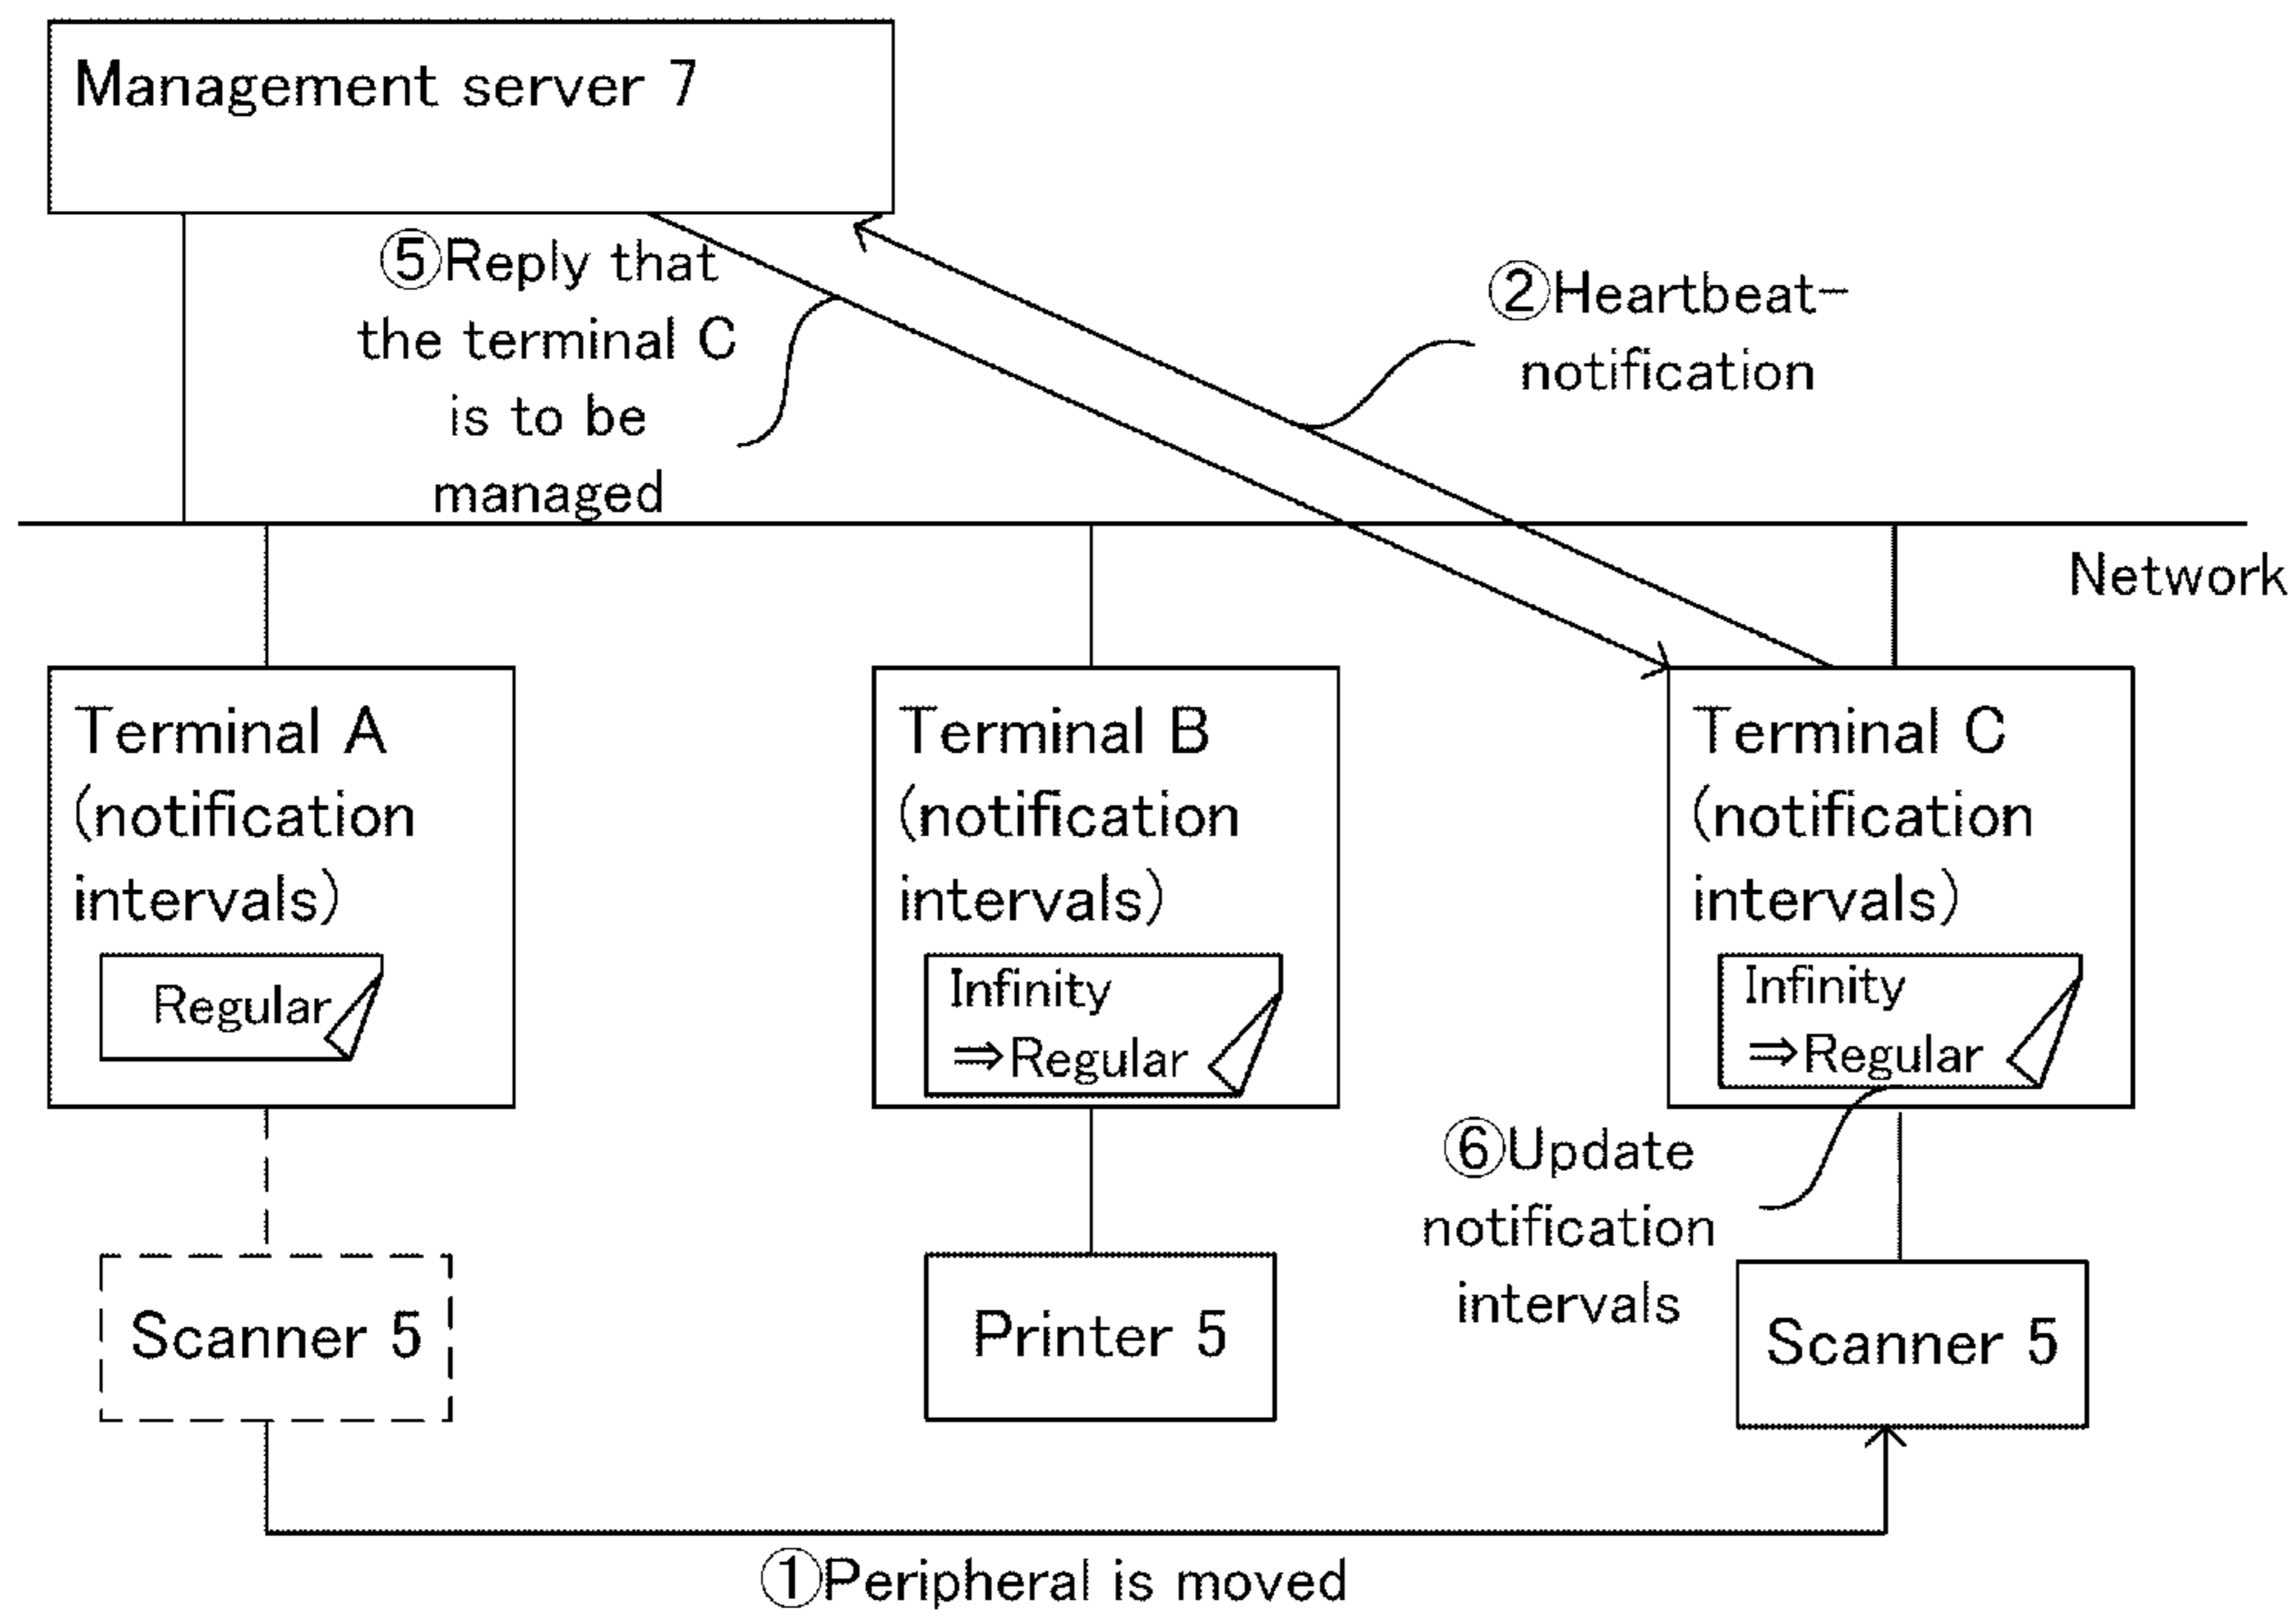 Management server 7
⑤Reply that
the terminal C
is to be
managed
②Heartbeat-
notification
Network
Terminal A
(notification
intervals)
Regular
Terminal B
(notification
intervals)
Infinity
⇒Regular
Terminal C
(notification
intervals)
Infinity
⇒Regular
⑥Update
notification
intervals
Scanner 5
Printer 5
Scanner 5
①Peripheral is moved